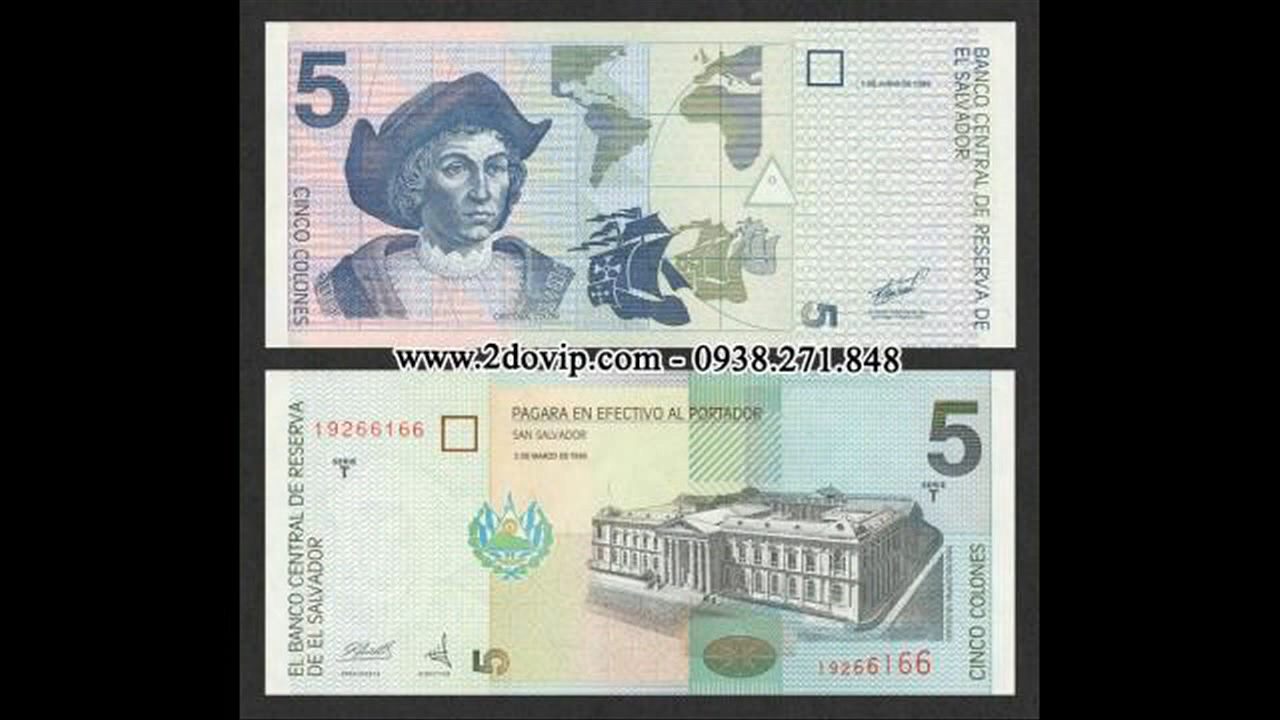 5
CINCO COLONES
BANCO CENTRAL DE RESERVA DE
EL SALVADOR
5
www.2dovip.com - 0938.271.848
EL BANCO CENTRAL DE RESERVA
DE EL SALVADOR
19266166
SERIE
T
PAGARA EN EFECTIVO AL PORTADOR
SAN SALVADOR
5
SERIE
T
CINCO COLONES
5
19266166